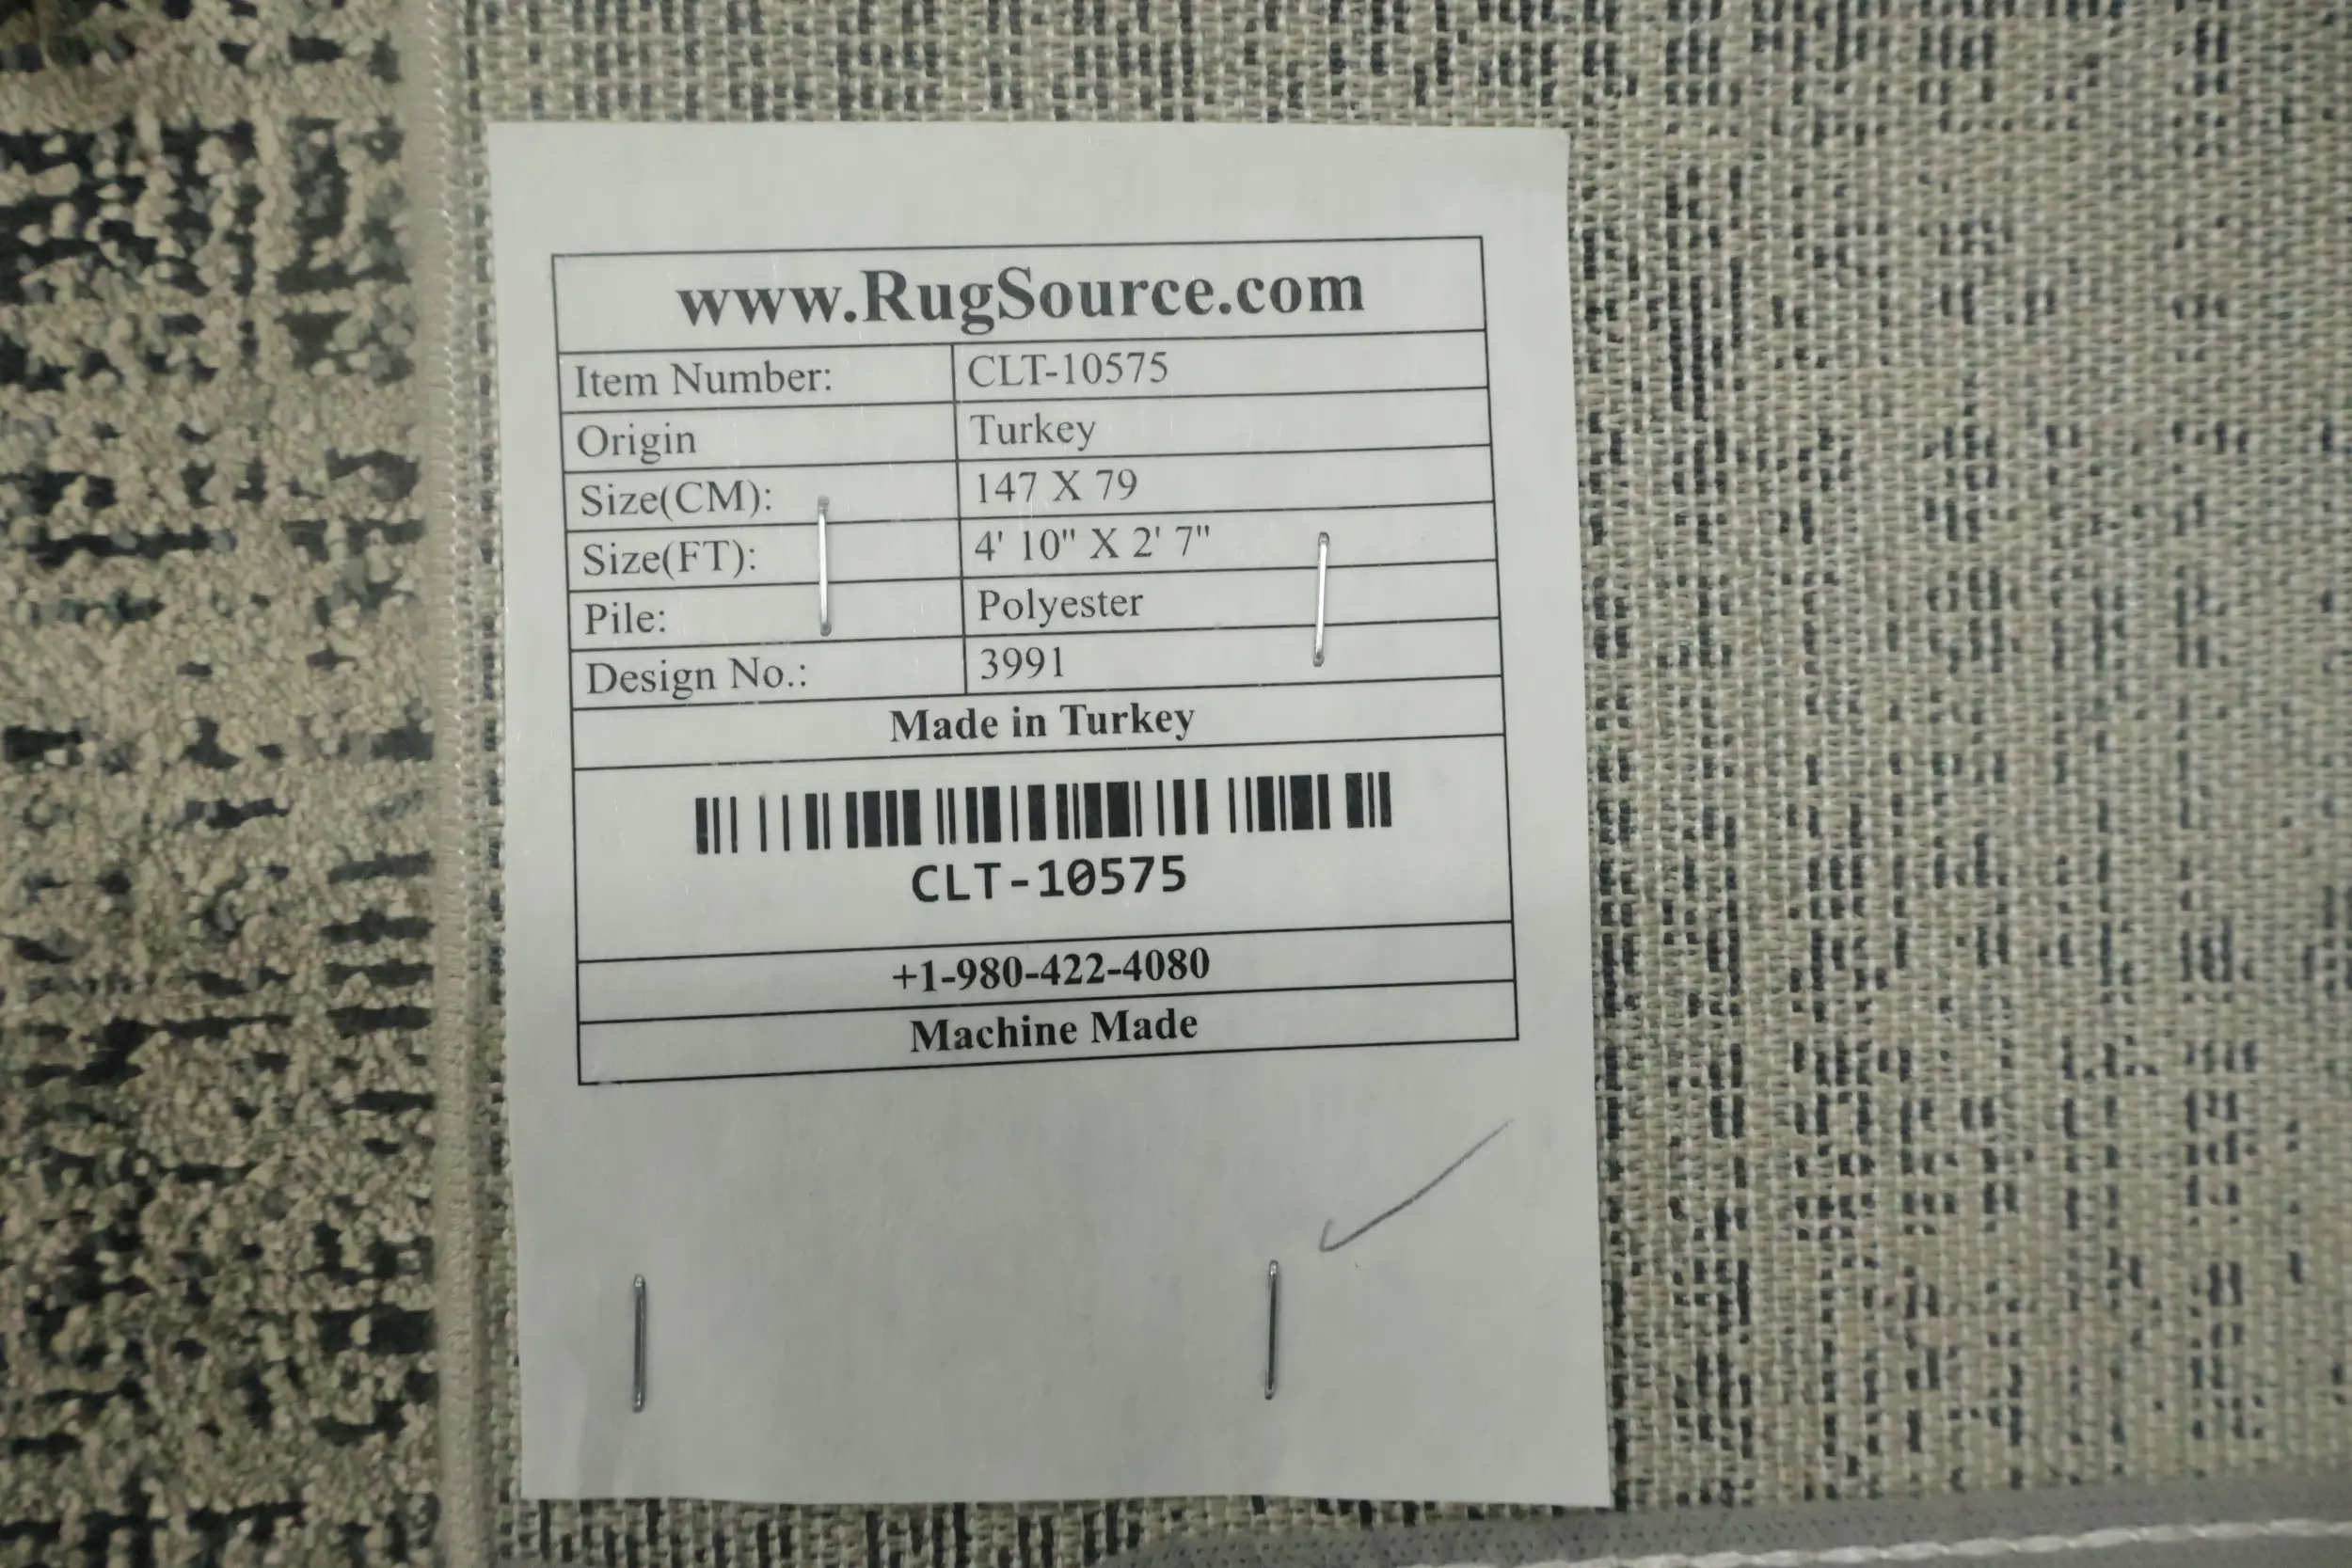 www.RugSource.com
Item Number: CLT-10575
Origin Turkey
Size(CM): 147 X 79
Size(FT): 4' 10" X 2' 7"
Pile: Polyester
Design No.: 3991
Made in Turkey
CLT-10575
+1-980-422-4080
Machine Made